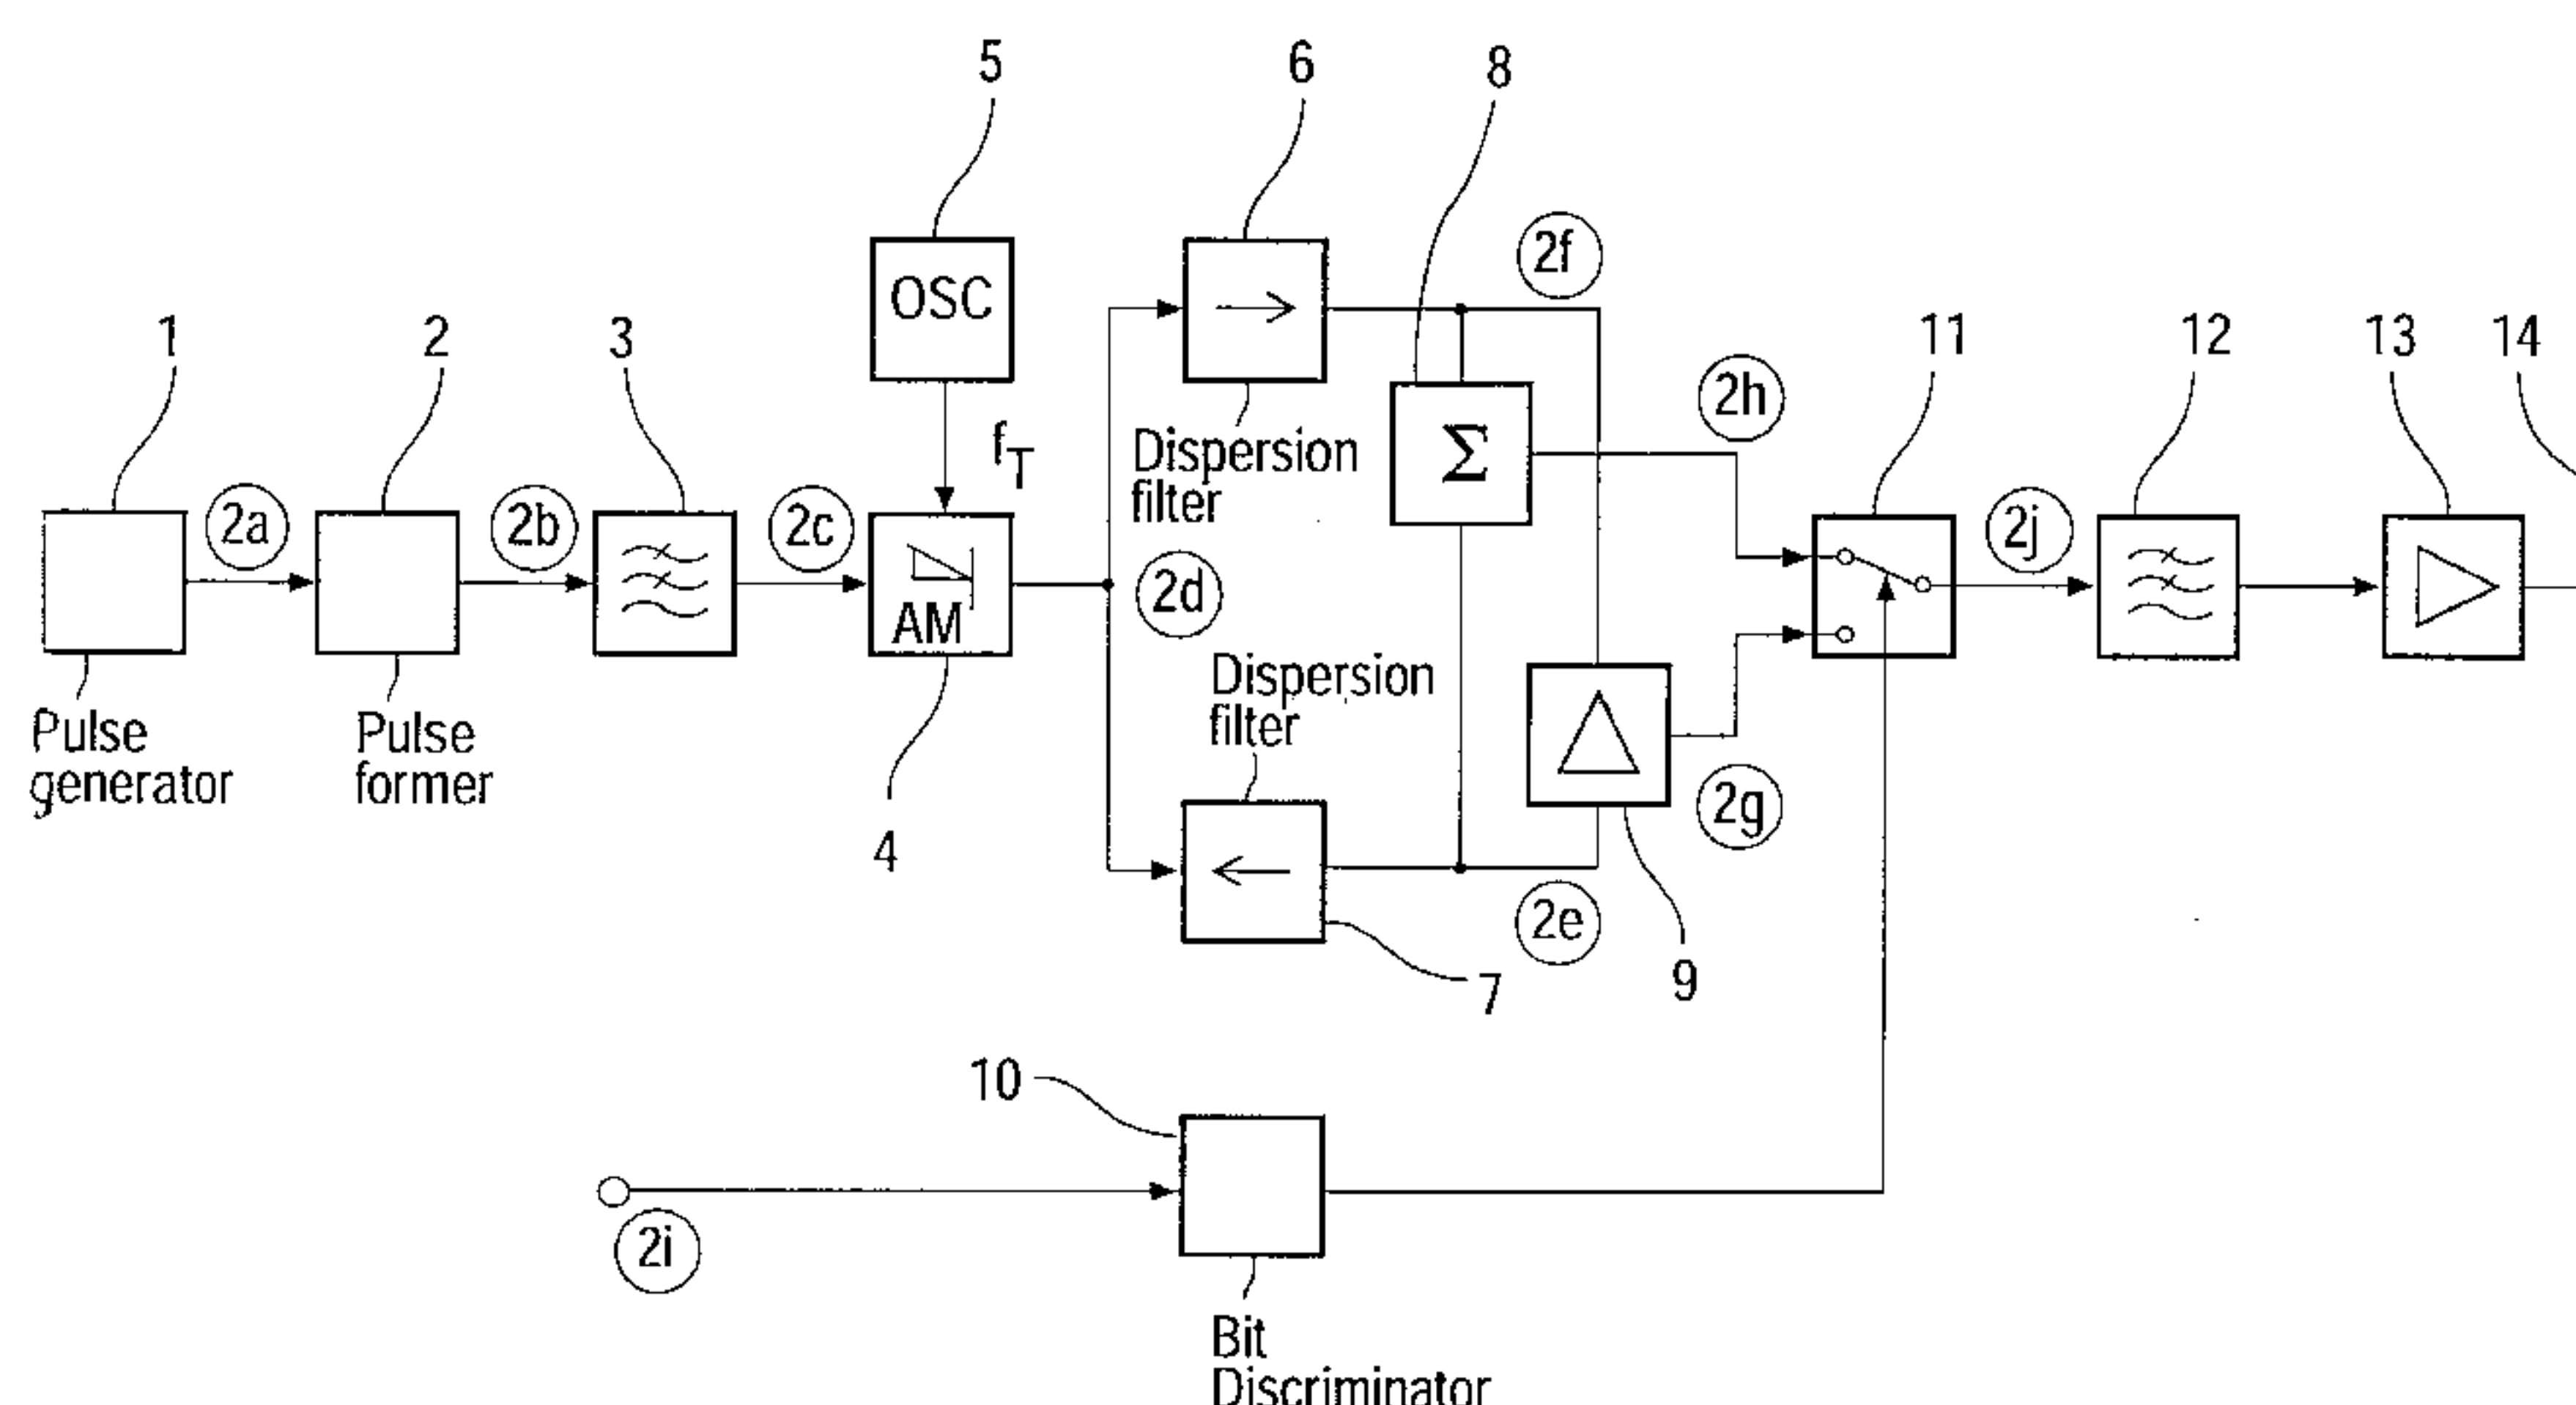 5
6
8
2f
OSC
1
2
3
11
12
13
14
2h
f_T
Dispersion
filter
Σ
2a
2b
2c
2j
2d
AM
Dispersion
filter
Pulse
generator
Pulse
former
2g
4
2e
9
7
10
2i
Bit
Discriminator